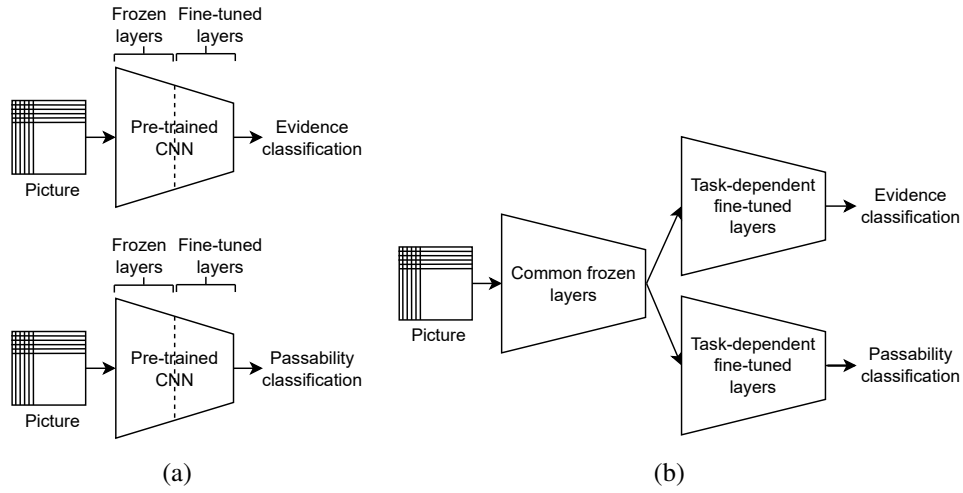 Frozen
layers
Fine-tuned
layers
Pre-trained
CNN
Picture
Evidence
classification
Frozen
layers
Fine-tuned
layers
Pre-trained
CNN
Picture
Passability
classification
(a)
Picture
Common frozen
layers
Task-dependent
fine-tuned
layers
Evidence
classification
Task-dependent
fine-tuned
layers
Passability
classification
(b)